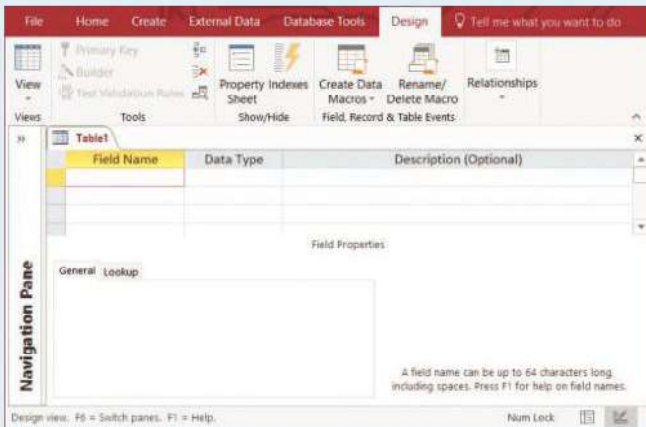 File Home Create External Data Database Tools Design Tell me what you want to do
View
Primary Key
Builder
Test Validation Rules
Property Sheet
Indexes
Create Data Macros
Rename/ Delete Macro
Relationships
Views Tools Show/Hide Field, Record & Table Events
» Table1 ×
Field Name Data Type Description (Optional)
Navigation Pane
Field Properties
General Lookup
A field name can be up to 64 characters long,
including spaces. Press F1 for help on field names.
Design view. F6 = Switch panes. F1 = Help. Num Lock